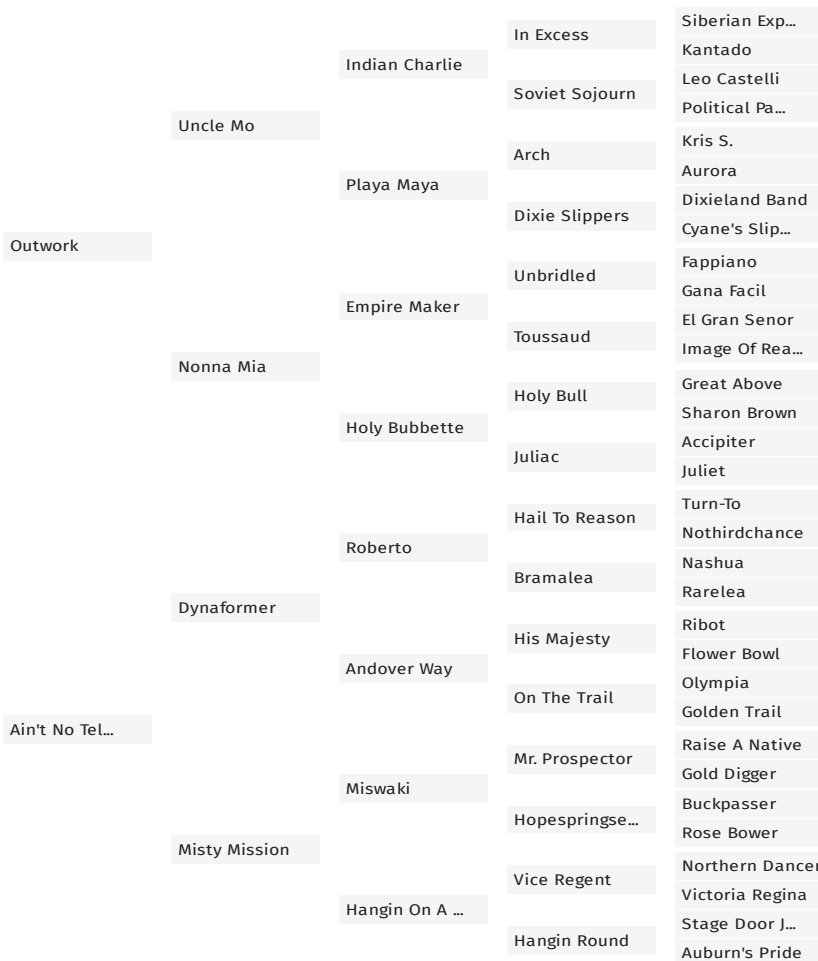 Siberian Exp...
In Excess
Kantado
Indian Charlie
Leo Castelli
Soviet Sojourn
Political Pa...
Uncle Mo
Kris S.
Arch
Aurora
Playa Maya
Dixieland Band
Dixie Slippers
Cyane's Slip...
Outwork
Fappiano
Unbridled
Gana Facil
Empire Maker
El Gran Senor
Toussaud
Image Of Rea...
Nonna Mia
Great Above
Holy Bull
Sharon Brown
Holy Bubbette
Accipiter
Juliac
Juliet
Turn-To
Hail To Reason
Nothirdchance
Roberto
Nashua
Bramalea
Rarelea
Dynaformer
Ribot
His Majesty
Flower Bowl
Andover Way
Olympia
On The Trail
Golden Trail
Ain't No Tel...
Raise A Native
Mr. Prospector
Gold Digger
Miswaki
Buckpasser
Hopespringse...
Rose Bower
Misty Mission
Northern Dancer
Vice Regent
Victoria Regina
Hangin On A ...
Stage Door J...
Hangin Round
Auburn's Pride